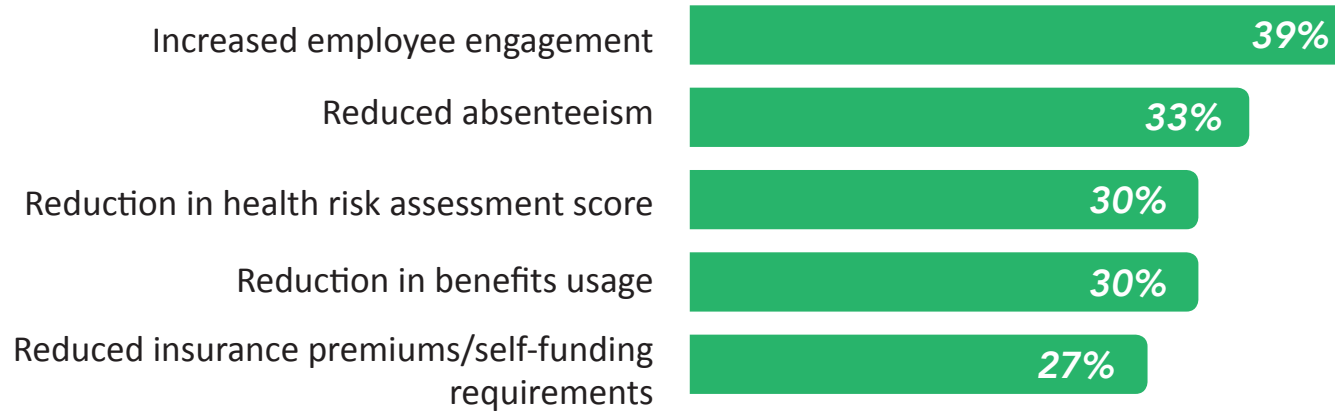 Increased employee engagement 39%
Reduced absenteeism 33%
Reduction in health risk assessment score 30%
Reduction in benefits usage 30%
Reduced insurance premiums/self-funding
requirements 27%